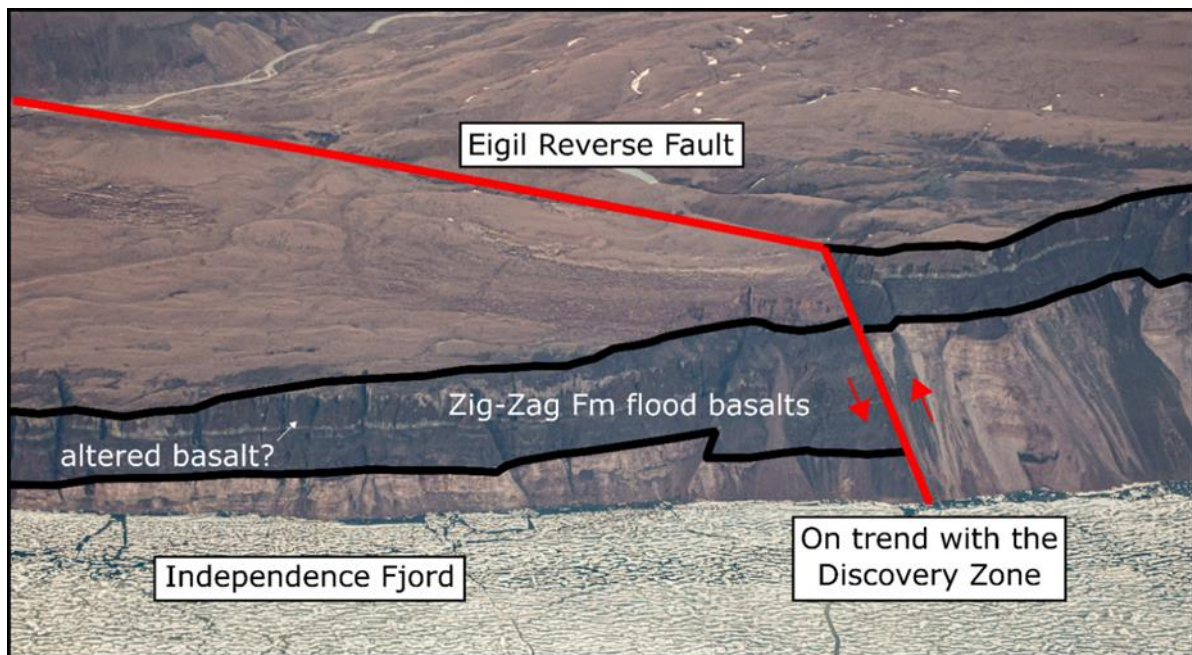 Eigil Reverse Fault
Zig-Zag Fm flood basalts
altered basalt?
On trend with the
Discovery Zone
Independence Fjord